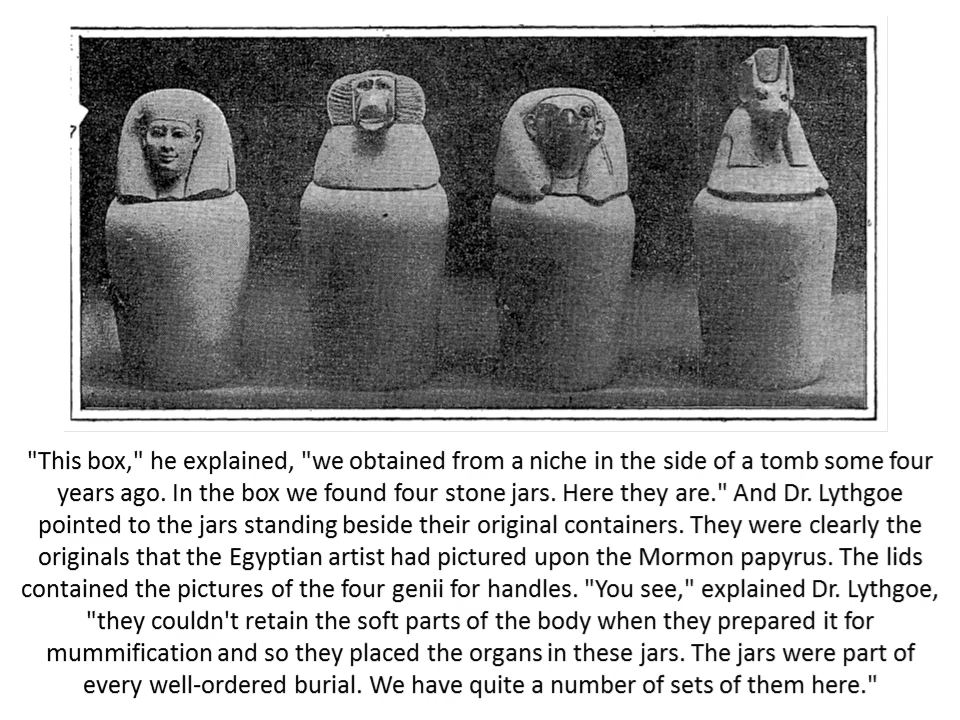 "This box," he explained, "we obtained from a niche in the side of a tomb some four
years ago. In the box we found four stone jars. Here they are." And Dr. Lythgoe
pointed to the jars standing beside their original containers. They were clearly the
originals that the Egyptian artist had pictured upon the Mormon papyrus. The lids
contained the pictures of the four genii for handles. "You see," explained Dr. Lythgoe,
"they couldn't retain the soft parts of the body when they prepared it for
mummification and so they placed the organs in these jars. The jars were part of
every well-ordered burial. We have quite a number of sets of them here."